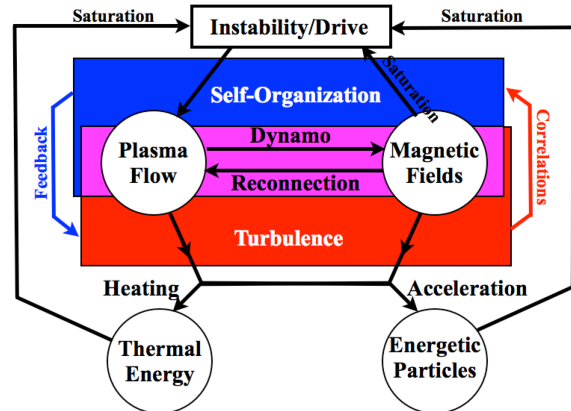 Saturation
Instability/Drive
Saturation
Saturation
Self-Organization
Feedback
Plasma
Flow
Dynamo
Reconnection
Magnetic
Fields
Correlations
Turbulence
Heating
Acceleration
Thermal
Energy
Energetic
Particles